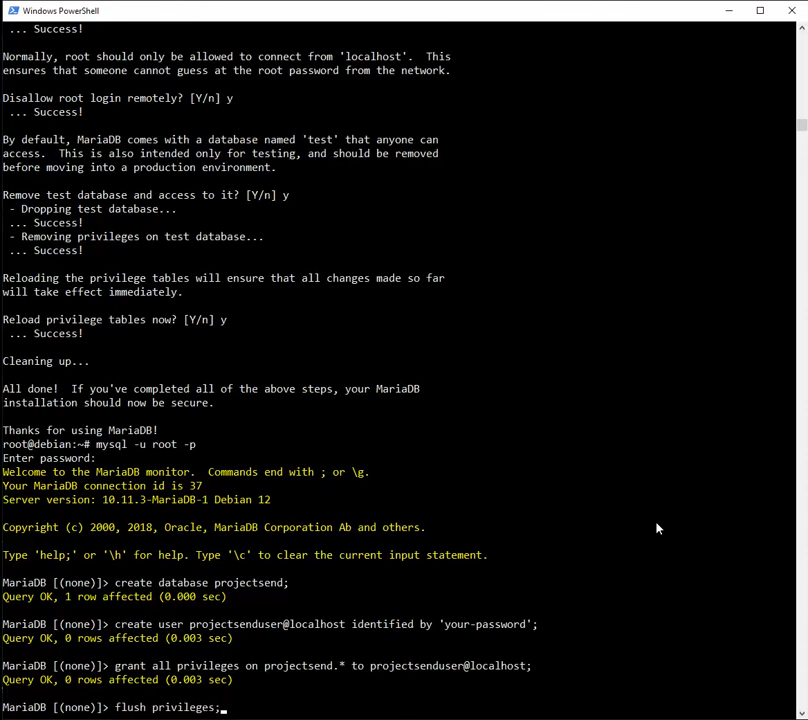 Windows PowerShell
... Success!
Normally, root should only be allowed to connect from 'localhost'.  This
ensures that someone cannot guess at the root password from the network.
Disallow root login remotely? [Y/n] y
... Success!
By default, MariaDB comes with a database named 'test' that anyone can
access.  This is also intended only for testing, and should be removed
before moving into a production environment.
Remove test database and access to it? [Y/n] y
- Dropping test database...
... Success!
- Removing privileges on test database...
... Success!
Reloading the privilege tables will ensure that all changes made so far
will take effect immediately.
Reload privilege tables now? [Y/n] y
... Success!
Cleaning up...
All done!  If you've completed all of the above steps, your MariaDB
installation should now be secure.
Thanks for using MariaDB!
root@debian:~# mysql -u root -p
Enter password:
Welcome to the MariaDB monitor.  Commands end with ; or \g.
Your MariaDB connection id is 37
Server version: 10.11.3-MariaDB-1 Debian 12
Copyright (c) 2000, 2018, Oracle, MariaDB Corporation Ab and others.
Type 'help;' or '\h' for help. Type '\c' to clear the current input statement.
MariaDB [(none)]> create database projectsend;
Query OK, 1 row affected (0.000 sec)
MariaDB [(none)]> create user projectsenduser@localhost identified by 'your-password';
Query OK, 0 rows affected (0.003 sec)
MariaDB [(none)]> grant all privileges on projectsend.* to projectsenduser@localhost;
Query OK, 0 rows affected (0.003 sec)
MariaDB [(none)]> flush privileges;